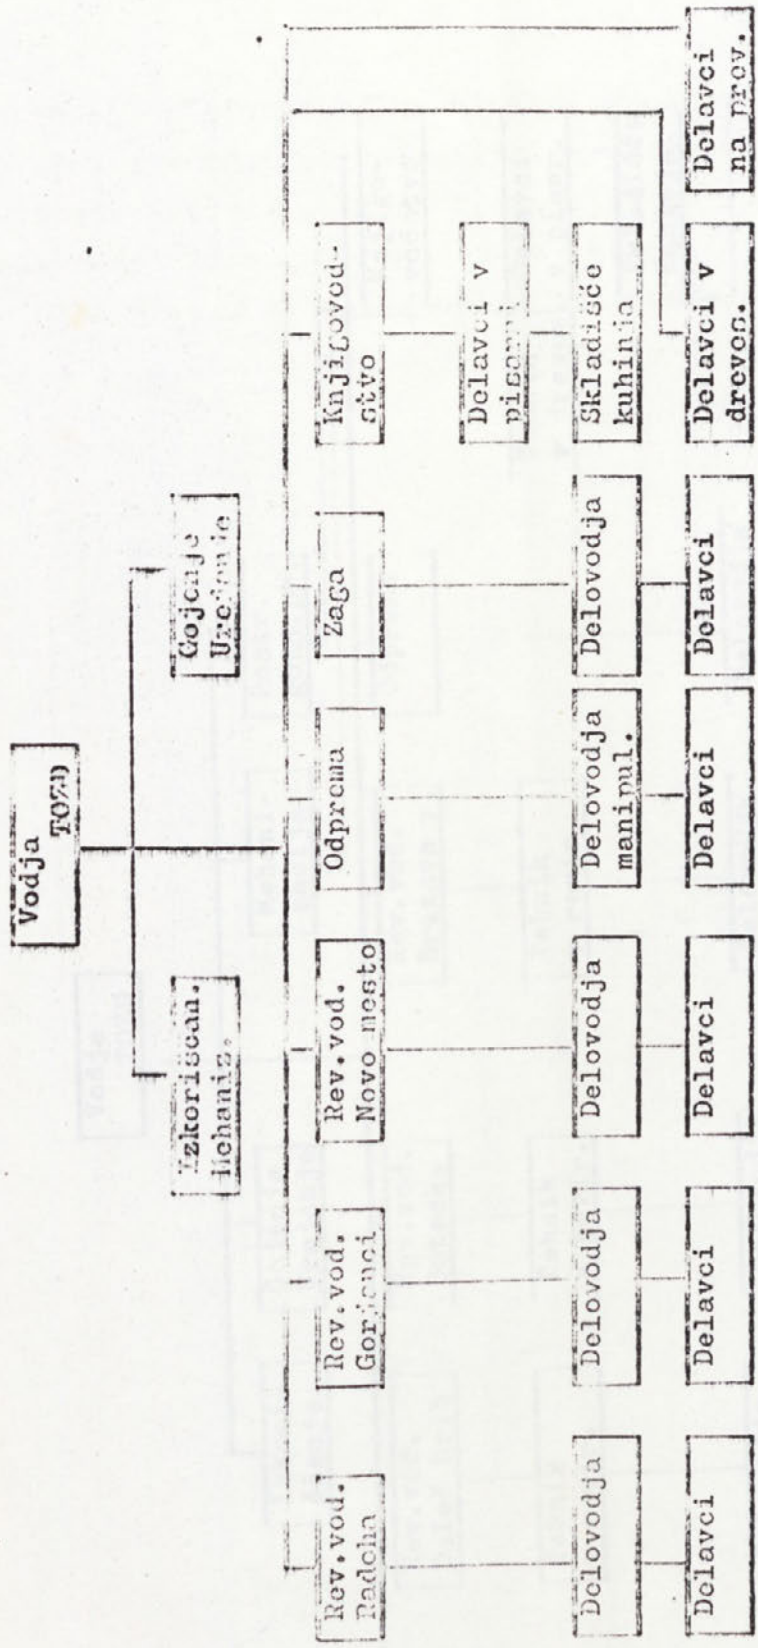 Vodja
TOZD
Izkoriščan.
Mehaniz.
Gojenje
Urejanje
Rev.vod.
Radoha
Rev.vod.
Gorjanci
Rev.vod.
Novo mesto
Odprema
Žaga
Knjigovod-
stvo
Delavci v
pisarni
Delovodja
Delovodja
Delovodja
Delovodja
manipul.
Delovodja
Skladišče
kuhinja
Delavci
Delavci
Delavci
Delavci
Delavci
Delavci v
dreves.
Delavci
na prev.